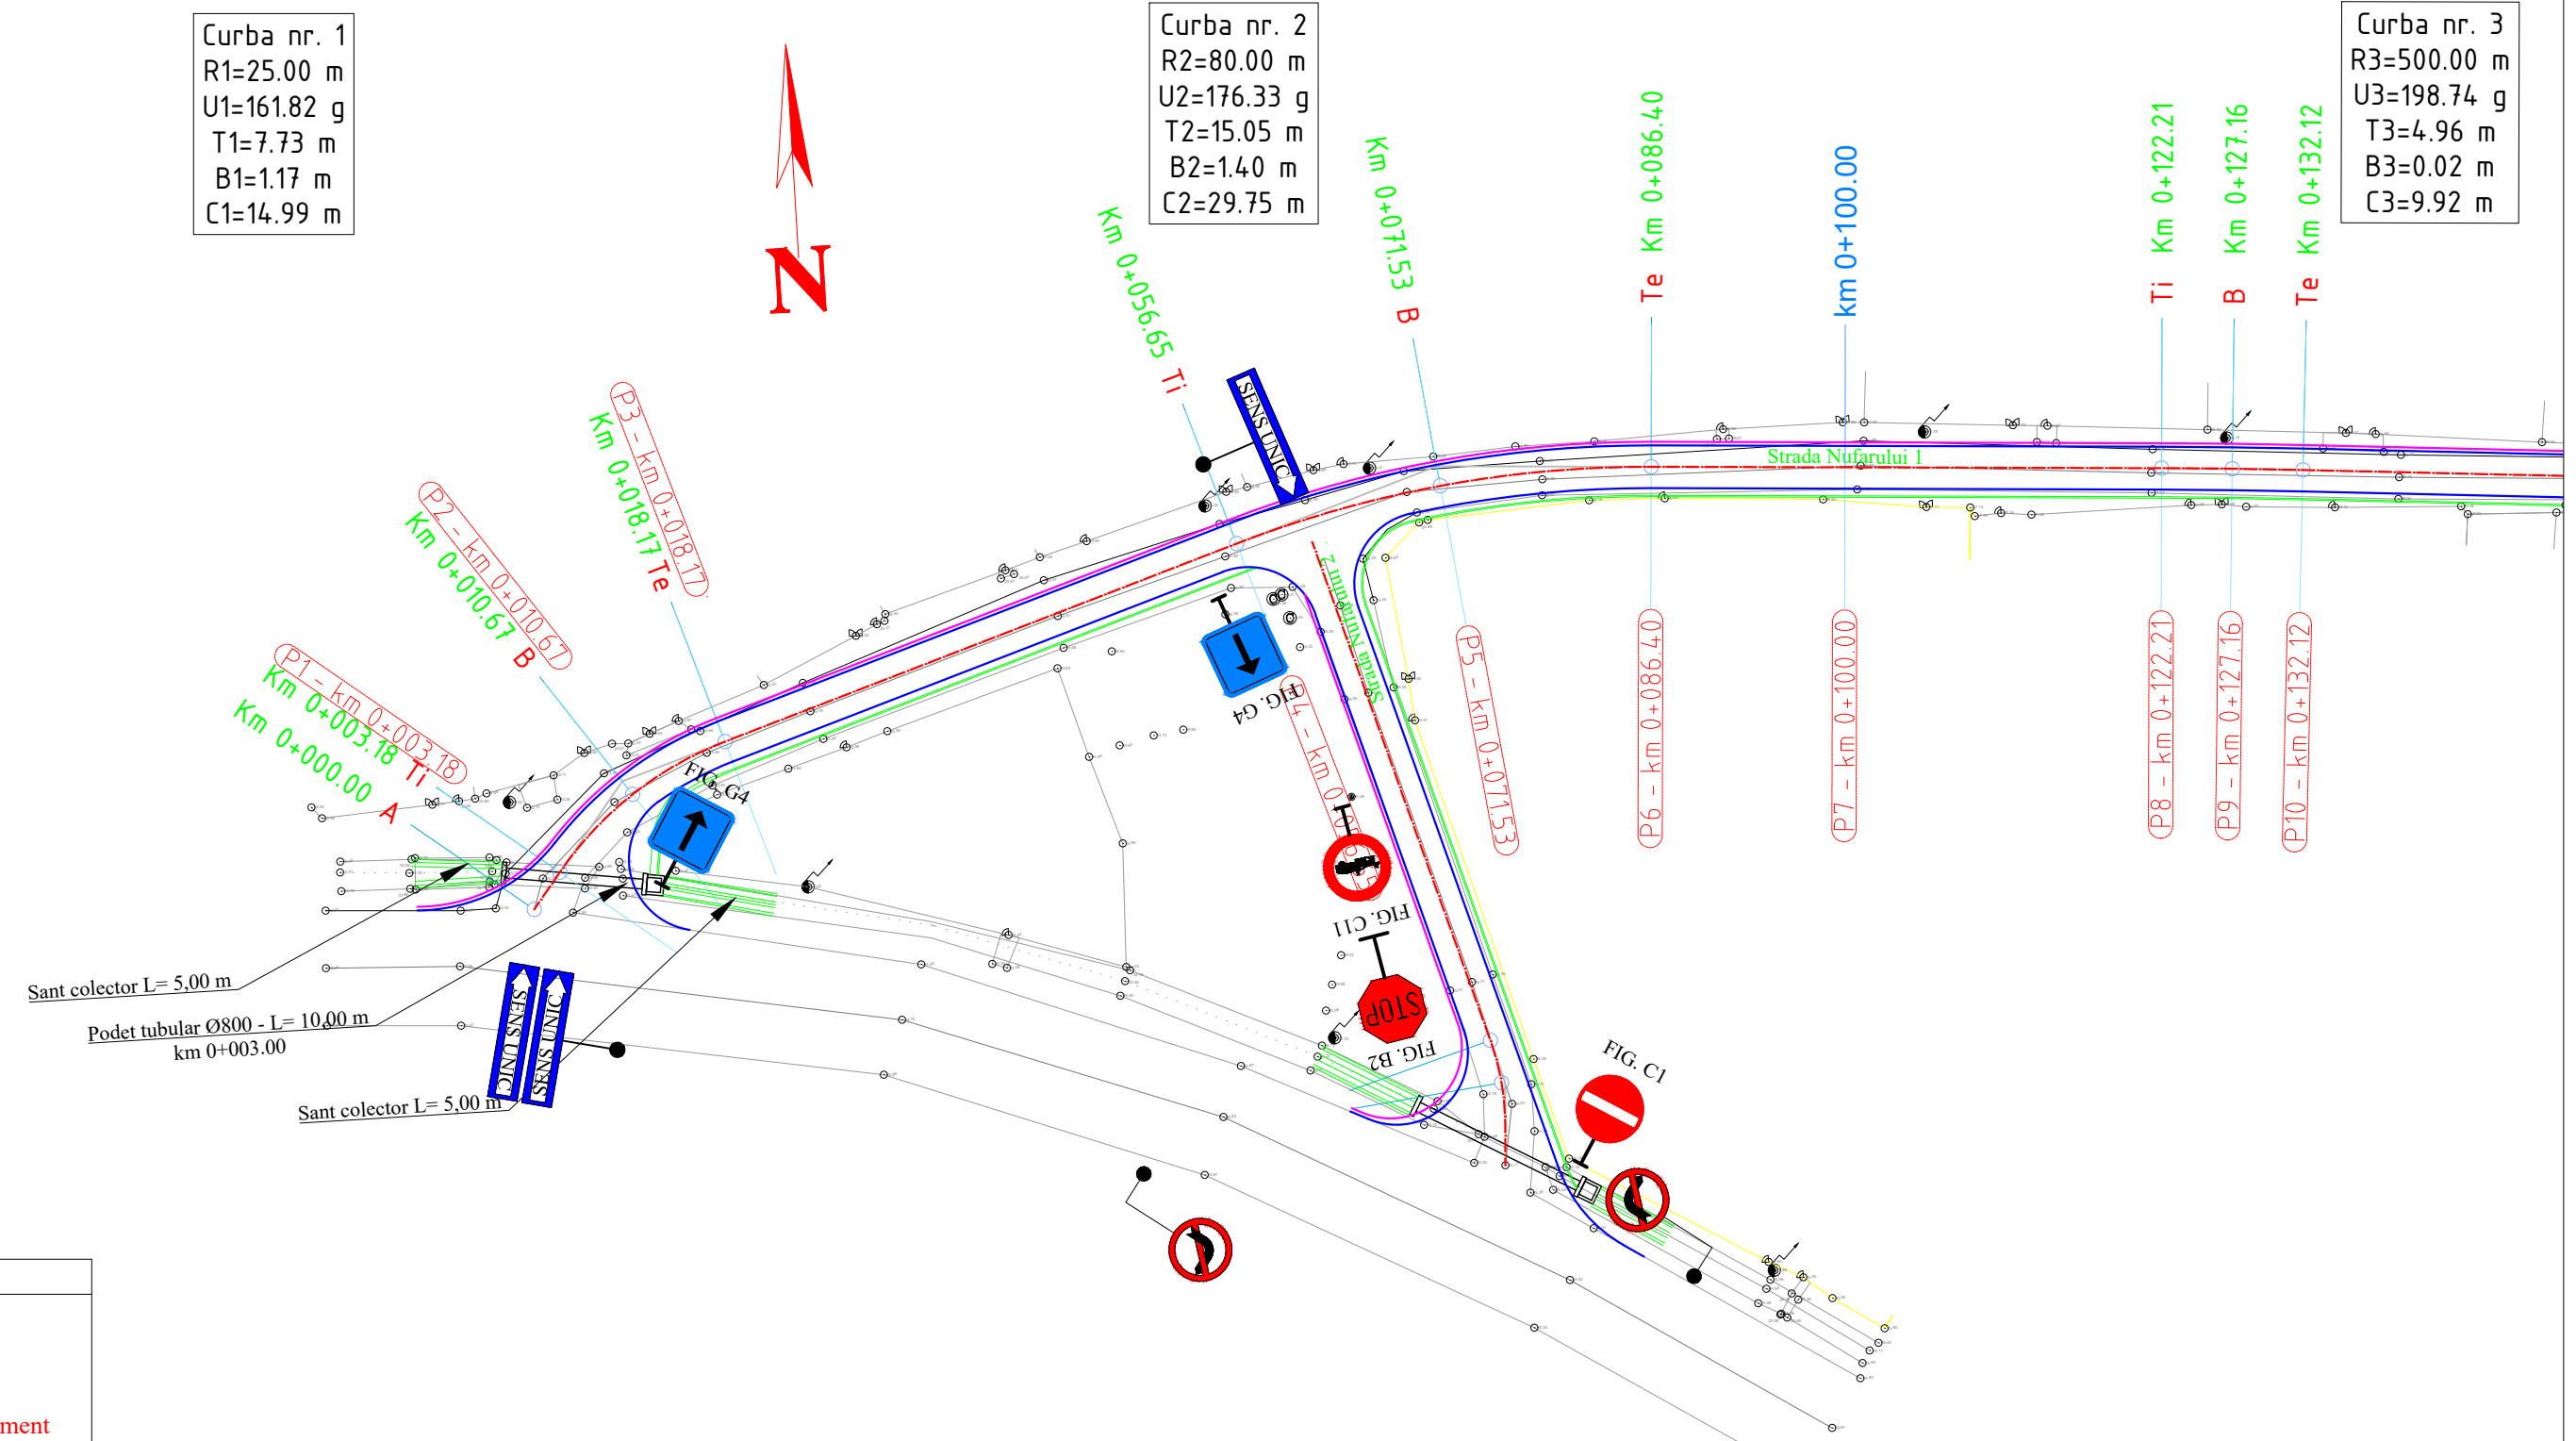 Curba nr. 1
R1=25.00 m
U1=161.82 g
T1=7.73 m
B1=1.17 m
C1=14.99 m
Curba nr. 2
R2=80.00 m
U2=176.33 g
T2=15.05 m
B2=1.40 m
C2=29.75 m
Curba nr. 3
R3=500.00 m
U3=198.74 g
T3=4.96 m
B3=0.02 m
C3=9.92 m
N
Km 0+000.00 A
Km 0+003.18 Ti
P1 - km 0+003.18
Km 0+010.67 B
P2 - km 0+010.67
Km 0+018.17 Te
P3 - km 0+018.17
Km 0+056.65 Ti
Km 0+071.53 B
Te Km 0+086.40
km 0+100.00
Ti Km 0+122.21
B Km 0+127.16
Te Km 0+132.12
SENS UNIC
Strada Nufarului 1
Strada Nufarului 2
FIG. G4
FIG. G4
P5 - km 0+071.53
P6 - km 0+086.40
P7 - km 0+100.00
P8 - km 0+122.21
P9 - km 0+127.16
P10 - km 0+132.12
FIG. C11
STOP
FIG. B2
FIG. C1
Sant colector L= 5,00 m
Podet tubular Ø800 - L= 10,00 m
km 0+003.00
SENS UNIC
SENS UNIC
Sant colector L= 5,00 m
ment